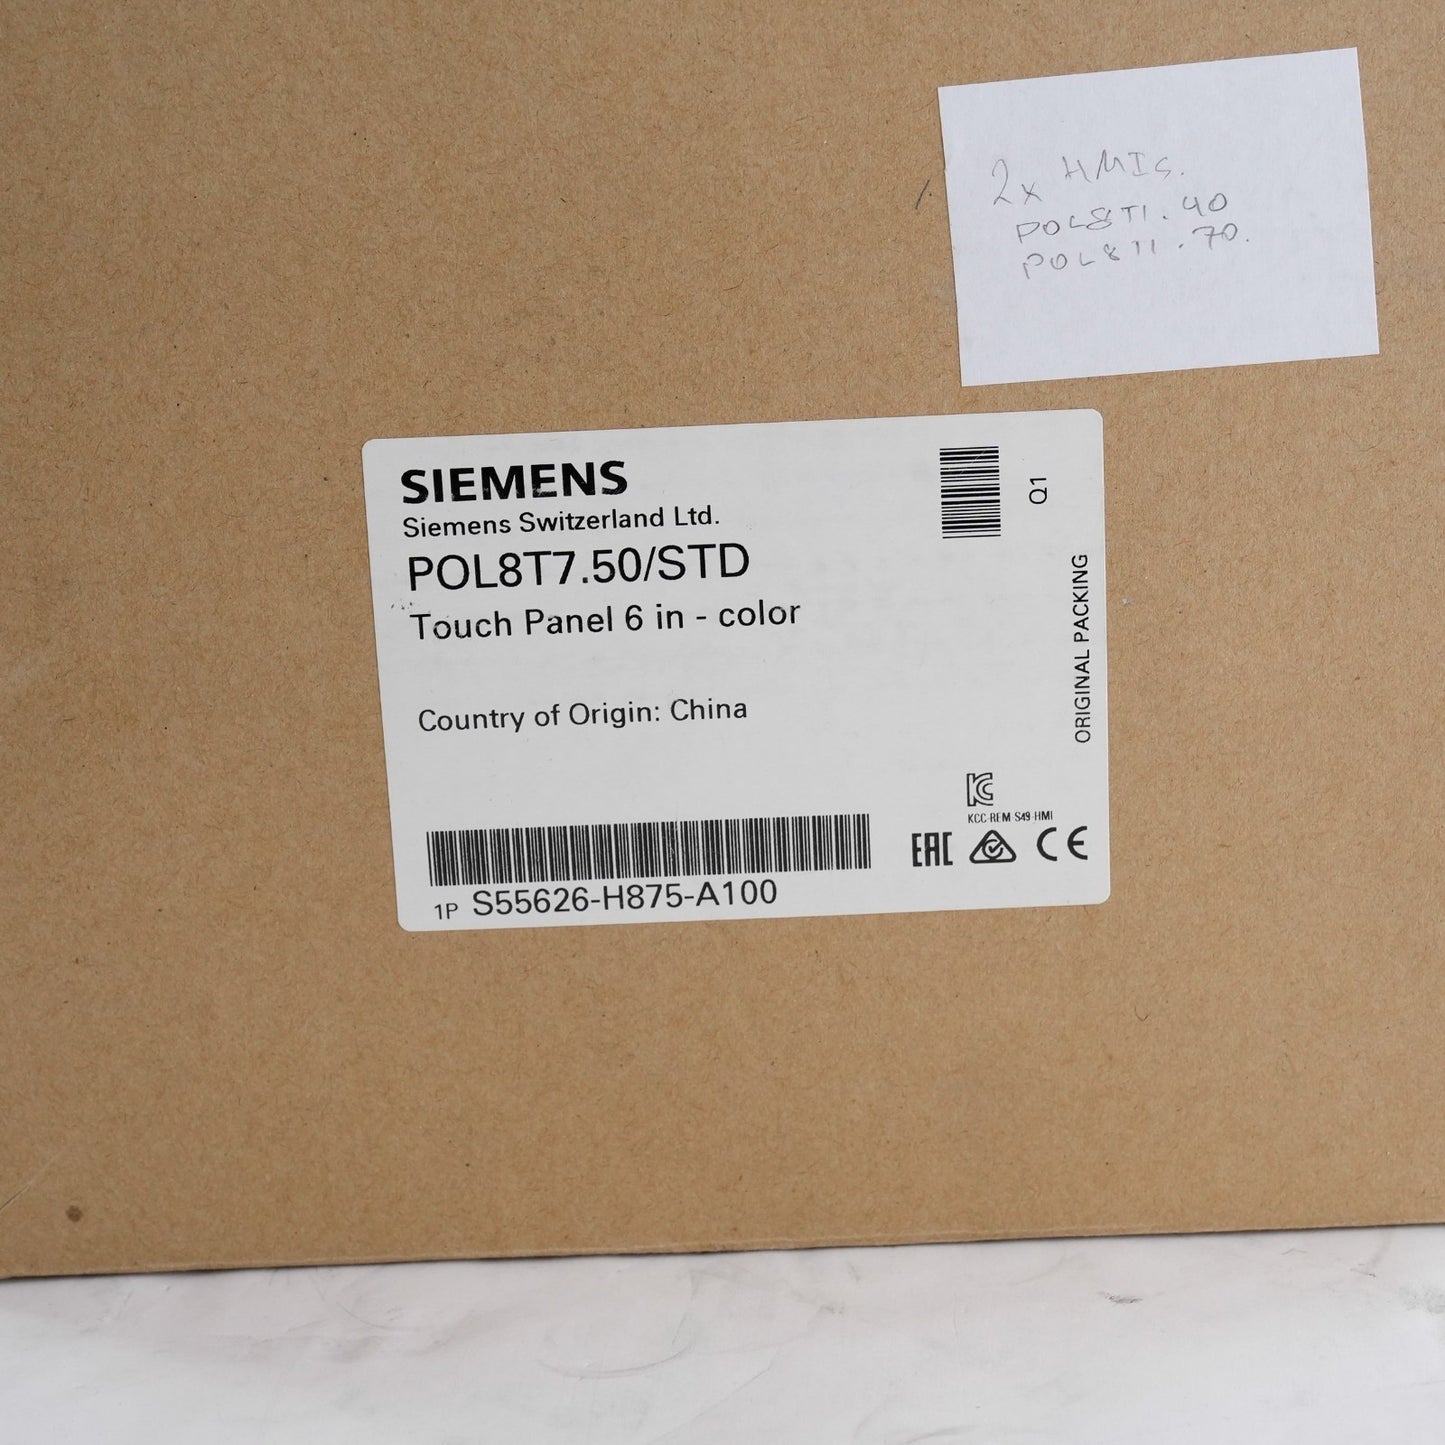 2x HMIs.
POL8T1.40
POL8T1.70.
SIEMENS
Siemens Switzerland Ltd.
POL8T7.50/STD
Touch Panel 6 in - color
Country of Origin: China
1P S55626-H875-A100
Q1
ORIGINAL PACKING
KC
KCC-REM-S49-HMI
EAC CE